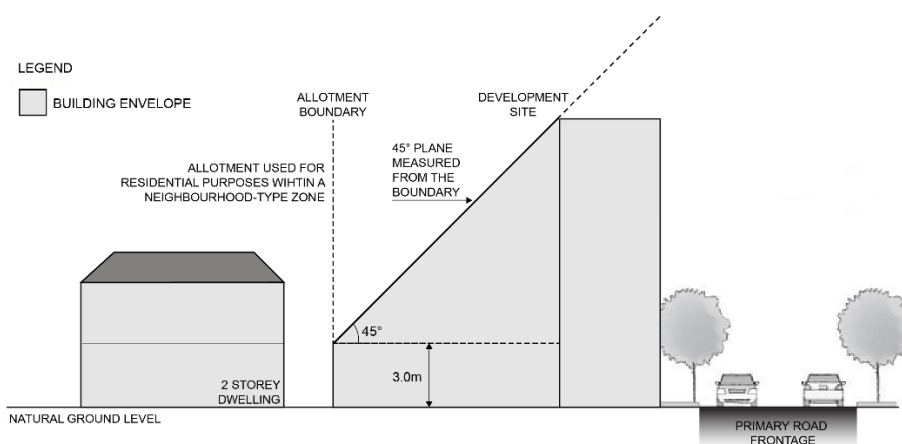 LEGEND
BUILDING ENVELOPE
ALLOTMENT
BOUNDARY
DEVELOPMENT
SITE
ALLOTMENT USED FOR
RESIDENTIAL PURPOSES WIHTIN A
NEIGHBOURHOOD-TYPE ZONE
45° PLANE
MEASURED
FROM THE
BOUNDARY
45°
3.0m
2 STOREY
DWELLING
NATURAL GROUND LEVEL
PRIMARY ROAD
FRONTAGE